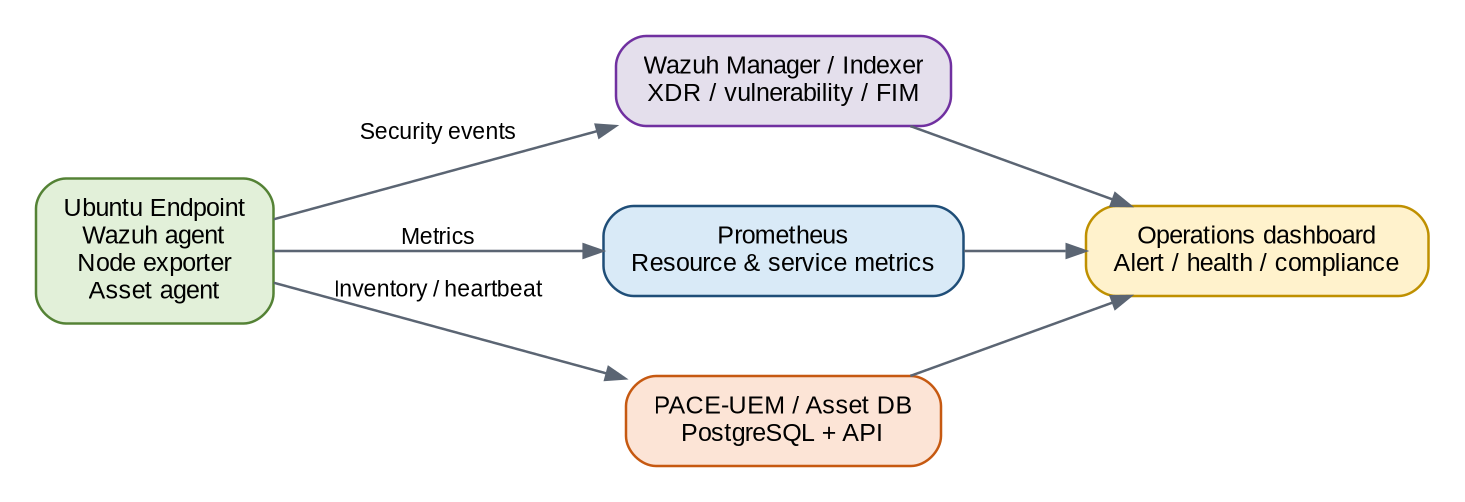 Ubuntu Endpoint
Wazuh agent
Node exporter
Asset agent
Security events
Metrics
Inventory / heartbeat
Wazuh Manager / Indexer
XDR / vulnerability / FIM
Prometheus
Resource & service metrics
PACE-UEM / Asset DB
PostgreSQL + API
Operations dashboard
Alert / health / compliance